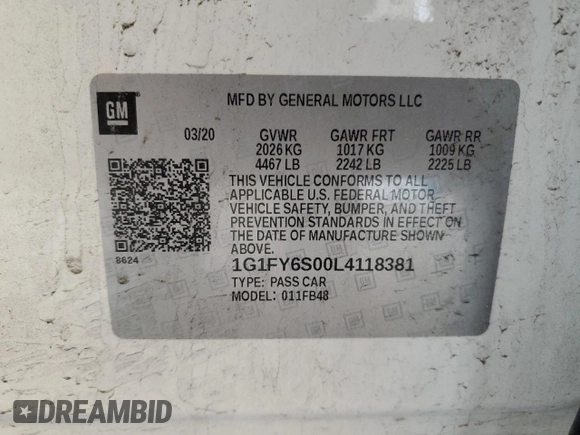 GM
MFD BY GENERAL MOTORS LLC
03/20 GVWR GAWR FRT GAWR RR
2026 KG 1017 KG 1009 KG
4467 LB 2242 LB 2225 LB
THIS VEHICLE CONFORMS TO ALL
APPLICABLE U.S. FEDERAL MOTOR
VEHICLE SAFETY, BUMPER, AND THEFT
PREVENTION STANDARDS IN EFFECT ON
THE DATE OF MANUFACTURE SHOWN
ABOVE.
8624
1G1FY6S00L4118381
TYPE: PASS CAR
MODEL: 011FB48
DREAMBID